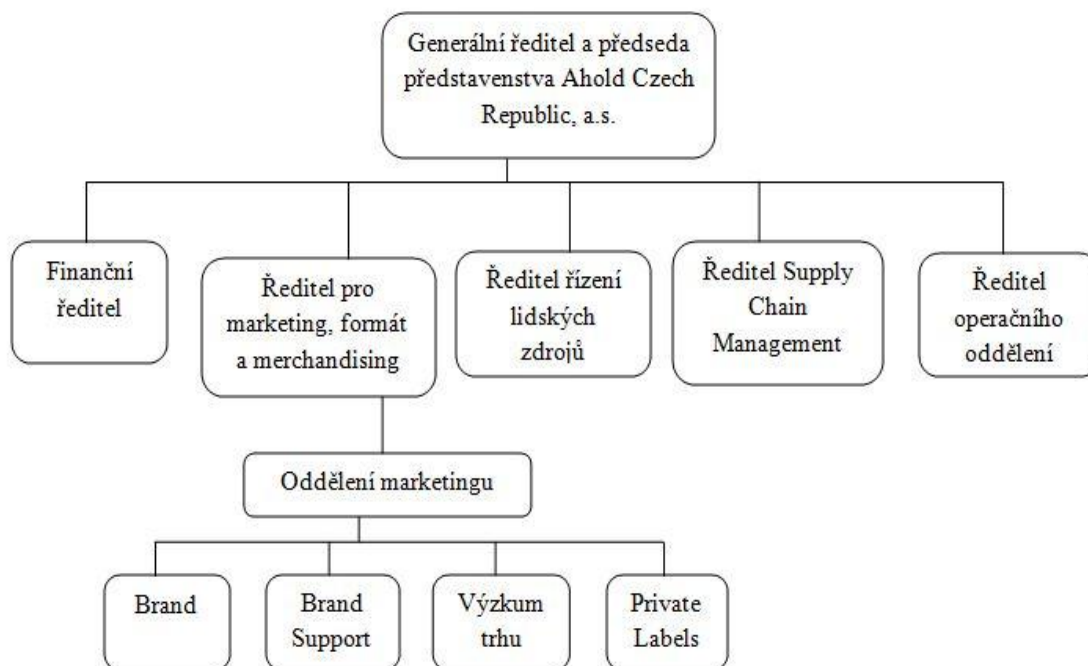 Generální ředitel a předseda
představenstva Ahold Czech
Republic, a.s.
Finanční
ředitel
Ředitel pro
marketing, formát
a merchandising
Ředitel řízení
lidských
zdrojů
Ředitel Supply
Chain
Management
Ředitel
operačního
oddělení
Oddělení marketingu
Brand
Brand
Support
Výzkum
trhu
Private
Labels